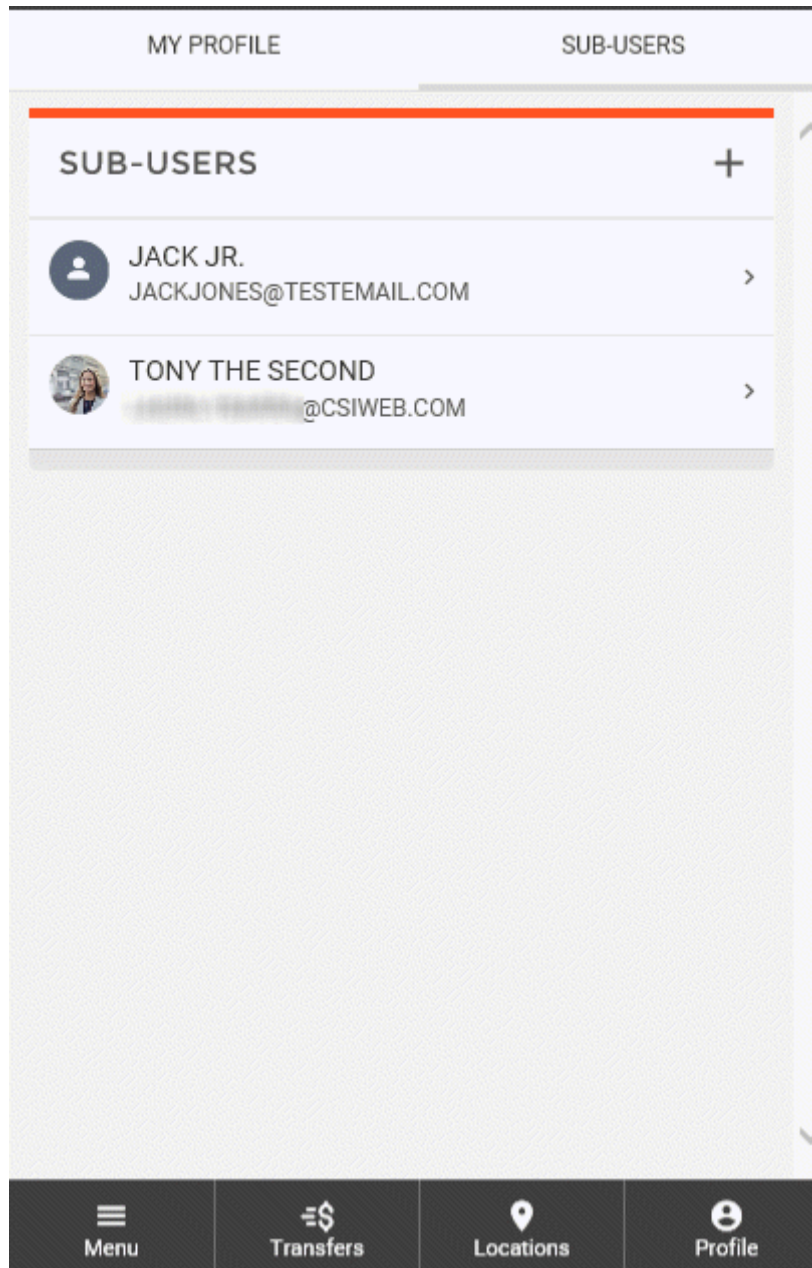 MY PROFILE
SUB-USERS
SUB-USERS
JACK JR.
JACKJONES@TESTEMAIL.COM
TONY THE SECOND
@CSIWEB.COM
Menu
Transfers
Locations
Profile